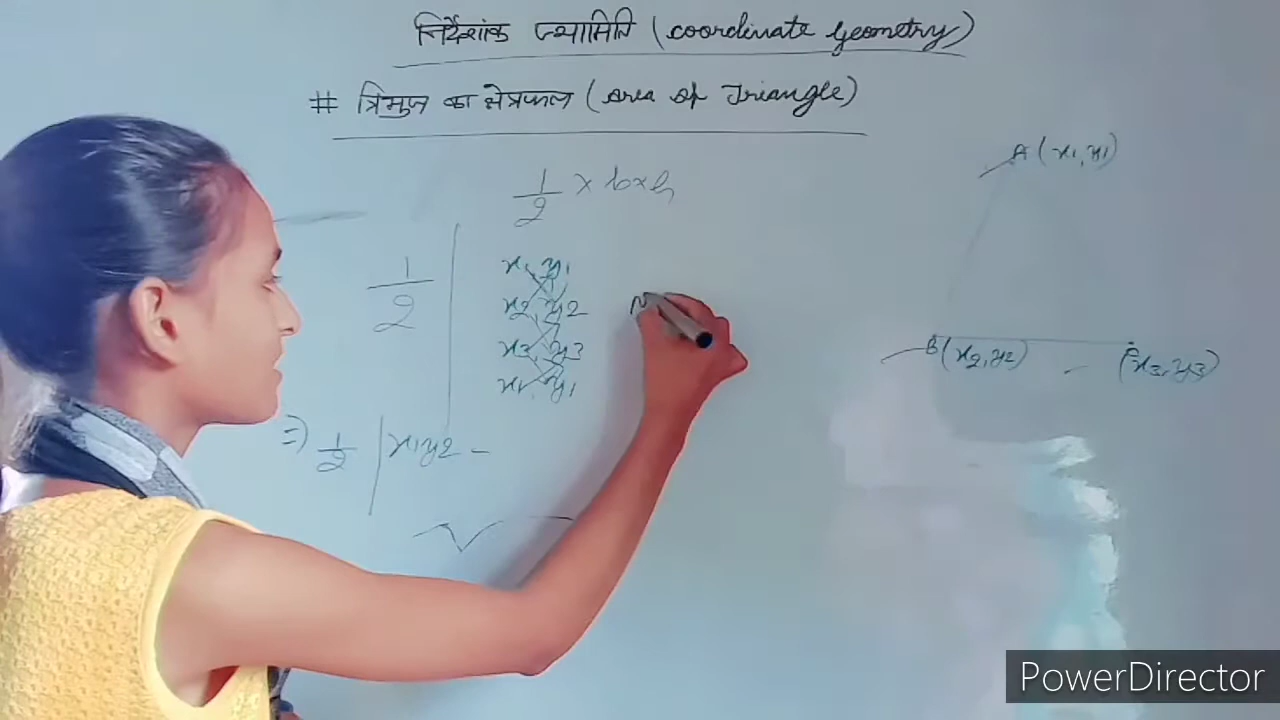 निर्देशांक ज्यामिति (coordinate Geometry)
# त्रिभुज का क्षेत्रफल (Area of Triangle)
1/2 × b×h
A (x1, y1)
1/2 | x1, y1
x2, y2
x3, y3
x1, y1
B (x2, y2)
(x3, y3)
⇒ 1/2 | x1y2 -
PowerDirector